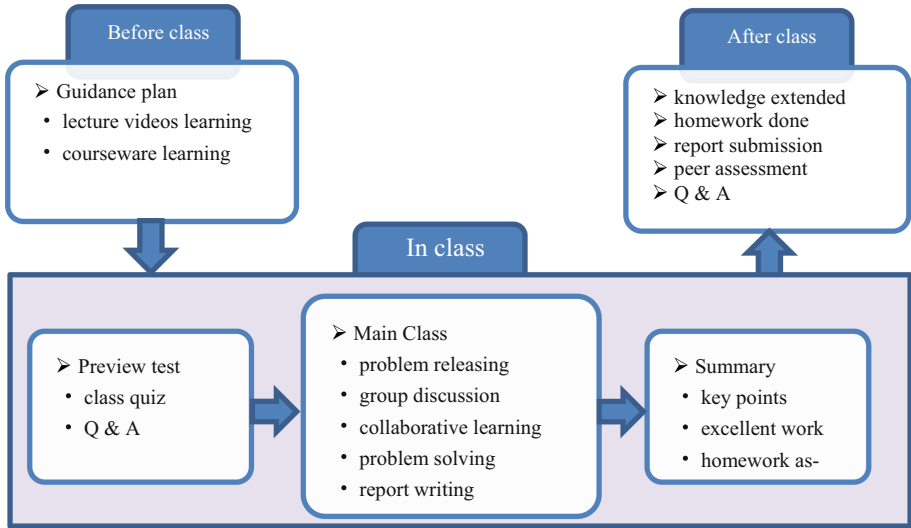 Before class
➢ Guidance plan
• lecture videos learning
• courseware learning
In class
➢ Preview test
• class quiz
• Q & A
➢ Main Class
• problem releasing
• group discussion
• collaborative learning
• problem solving
• report writing
➢ Summary
• key points
• excellent work
• homework as-
After class
➢ knowledge extended
➢ homework done
➢ report submission
➢ peer assessment
➢ Q & A